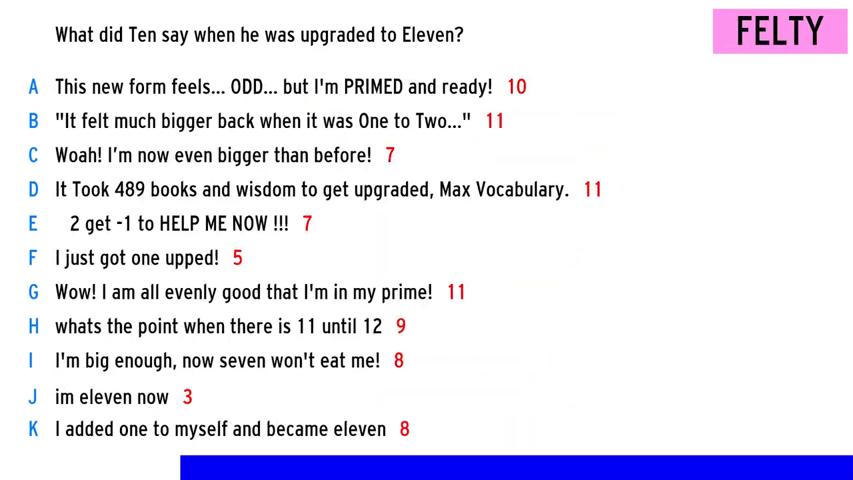 What did Ten say when he was upgraded to Eleven?
FELTY
A This new form feels... ODD... but I'm PRIMED and ready! 10
B "It felt much bigger back when it was One to Two..." 11
C Woah! I’m now even bigger than before! 7
D It Took 489 books and wisdom to get upgraded, Max Vocabulary. 11
E 2 get -1 to HELP ME NOW !!! 7
F I just got one upped! 5
G Wow! I am all evenly good that I'm in my prime! 11
H whats the point when there is 11 until 12 9
I I'm big enough, now seven won't eat me! 8
J im eleven now 3
K I added one to myself and became eleven 8